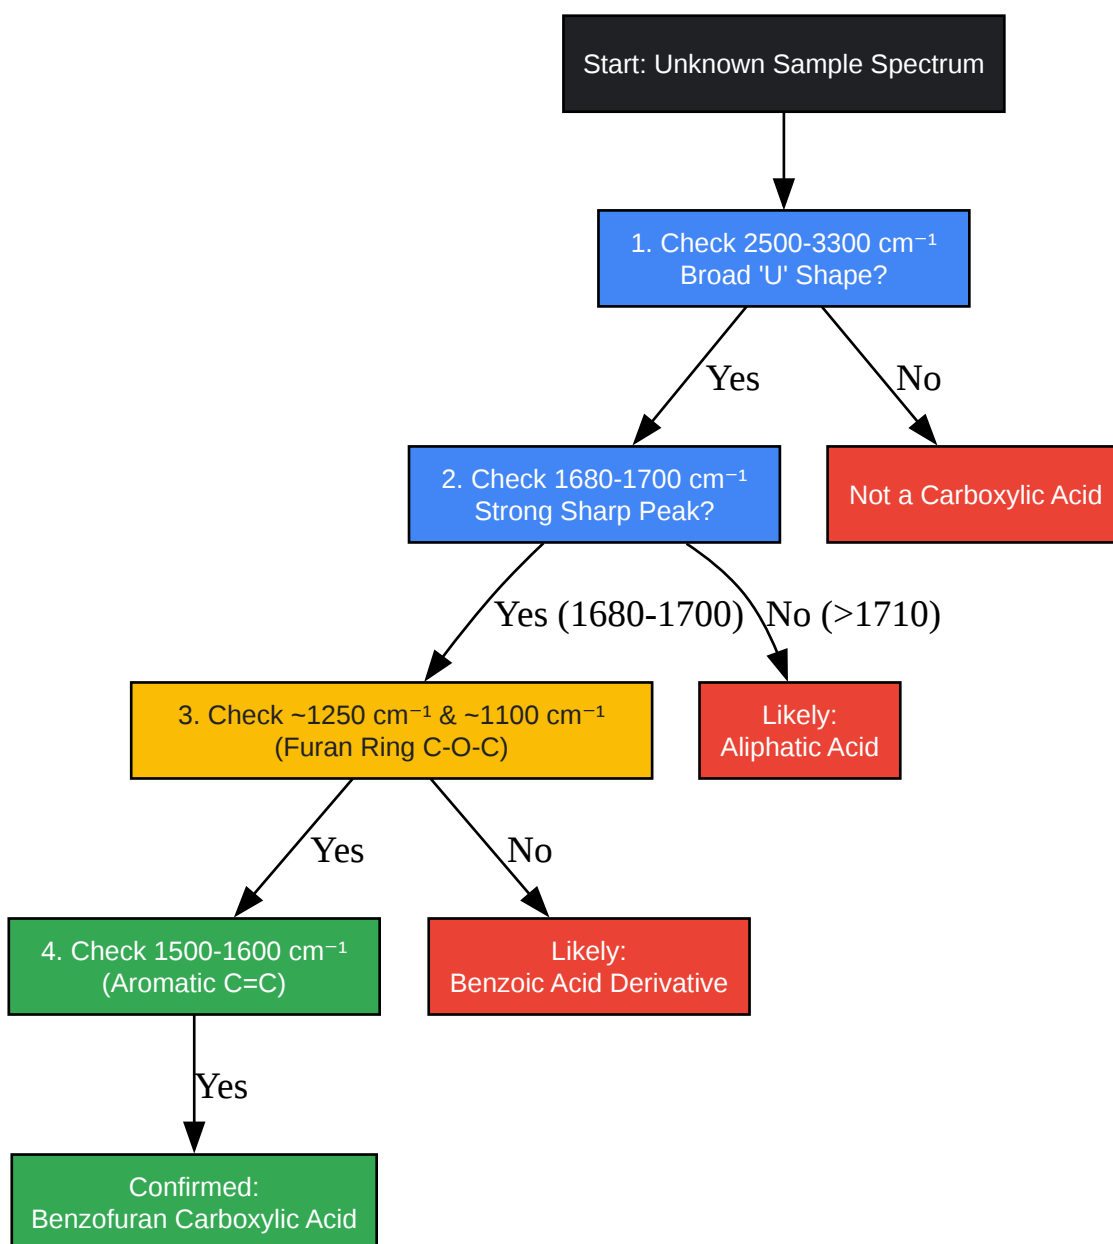 Start: Unknown Sample Spectrum
1. Check 2500-3300 cm⁻¹
Broad 'U' Shape?
Yes
No
2. Check 1680-1700 cm⁻¹
Strong Sharp Peak?
Not a Carboxylic Acid
Yes (1680-1700)
No (>1710)
3. Check ~1250 cm⁻¹ & ~1100 cm⁻¹
(Furan Ring C-O-C)
Likely:
Aliphatic Acid
Yes
No
4. Check 1500-1600 cm⁻¹
(Aromatic C=C)
Likely:
Benzoic Acid Derivative
Yes
Confirmed:
Benzofuran Carboxylic Acid